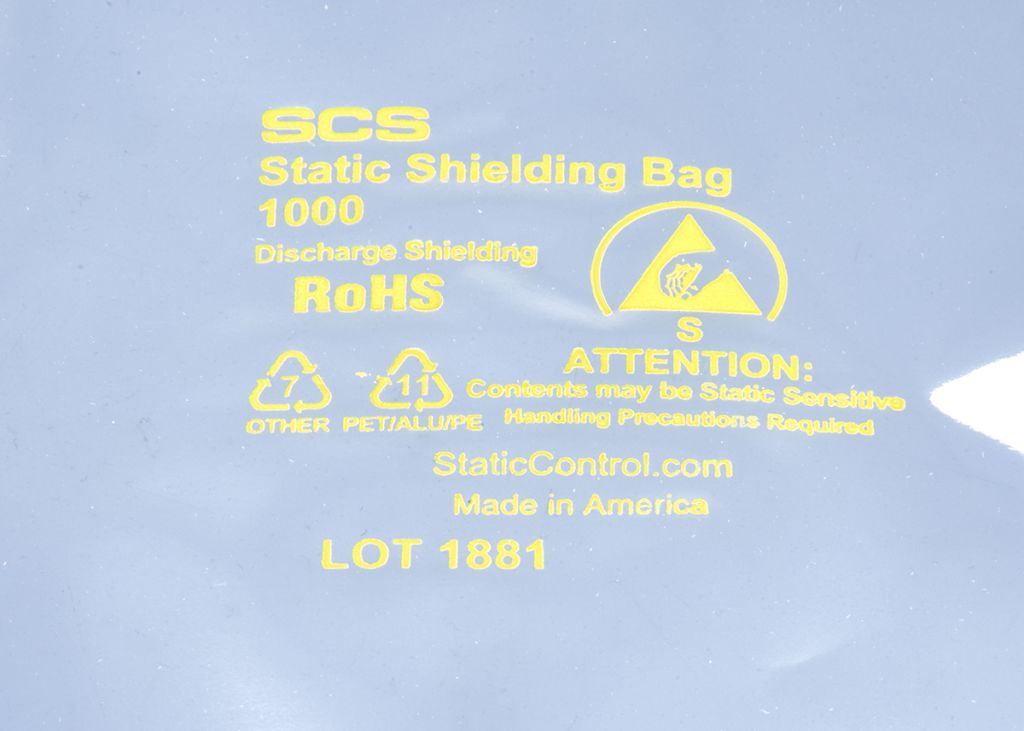 SCS
Static Shielding Bag
1000
Discharge Shielding
RoHS
S
ATTENTION:
Contents may be Static Sensitive
Handling Precautions Required
7
OTHER
11
PET/ALU/PE
StaticControl.com
Made in America
LOT 1881